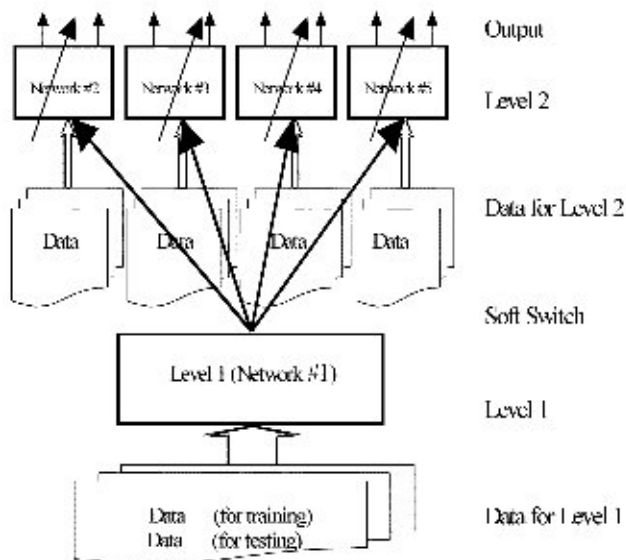 Output
Network #2 Network #3 Network #4 Network #5
Level 2
Data for Level 2
Data Data Data Data
Soft Switch
Level 1 (Network #1)
Level 1
Data (for training)
Data (for testing)
Data for Level 1